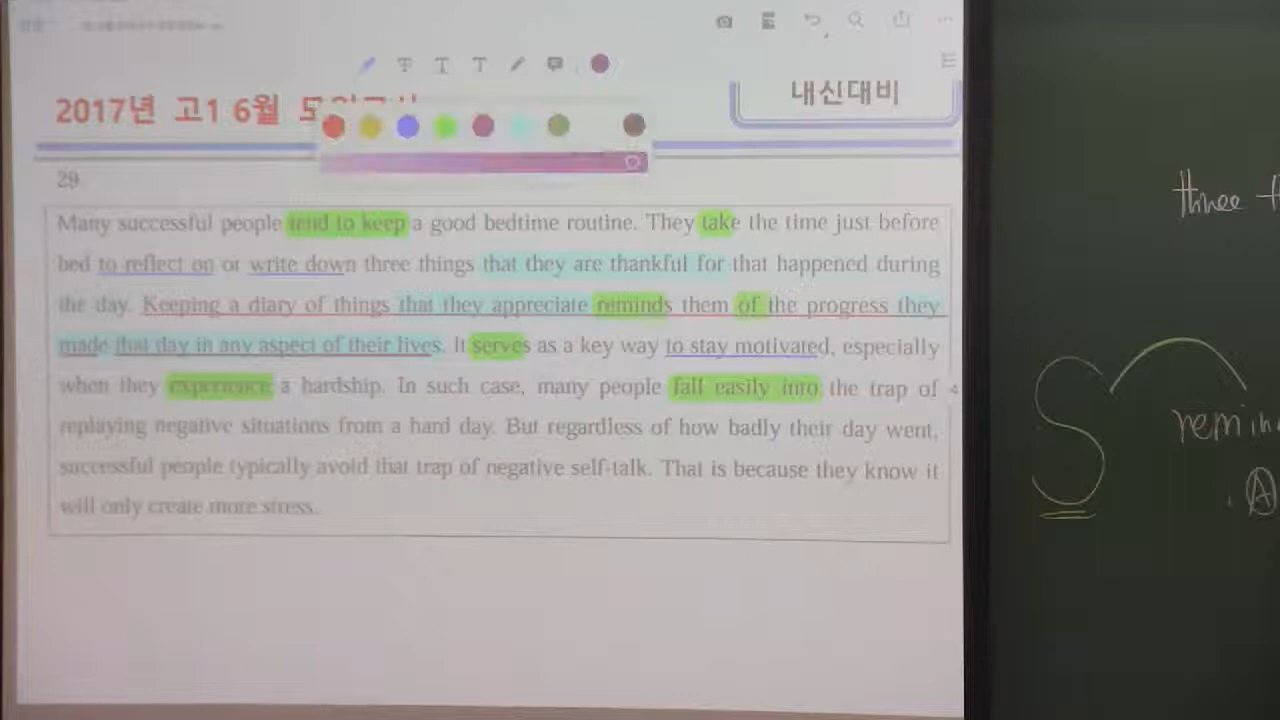 2017년 고1 6월
내신대비
29
Many successful people tend to keep a good bedtime routine. They take the time just before
bed to reflect on or write down three things that they are thankful for that happened during
the day. Keeping a diary of things that they appreciate reminds them of the progress they
made that day in any aspect of their lives. It serves as a key way to stay motivated, especially
when they experience a hardship. In such case, many people fall easily into the trap of
replaying negative situations from a hard day. But regardless of how badly their day went,
successful people typically avoid that trap of negative self-talk. That is because they know it
will only create more stress.
three
S
A